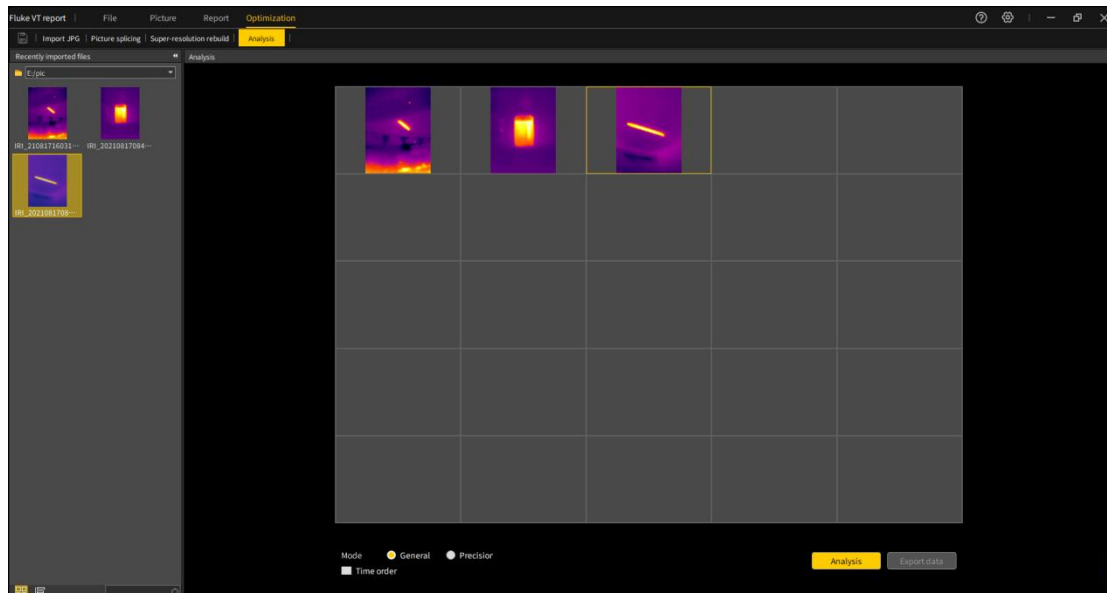 Fluke VT report File Picture Report Optimization
Import JPG Picture splicing Super-resolution rebuild Analysis
Recently imported files Analysis
E:/pic
IRI_21081716031··· IRI_20210817084···
IRI_2021081708···
Mode General Precisior
Time order
Analysis Export data